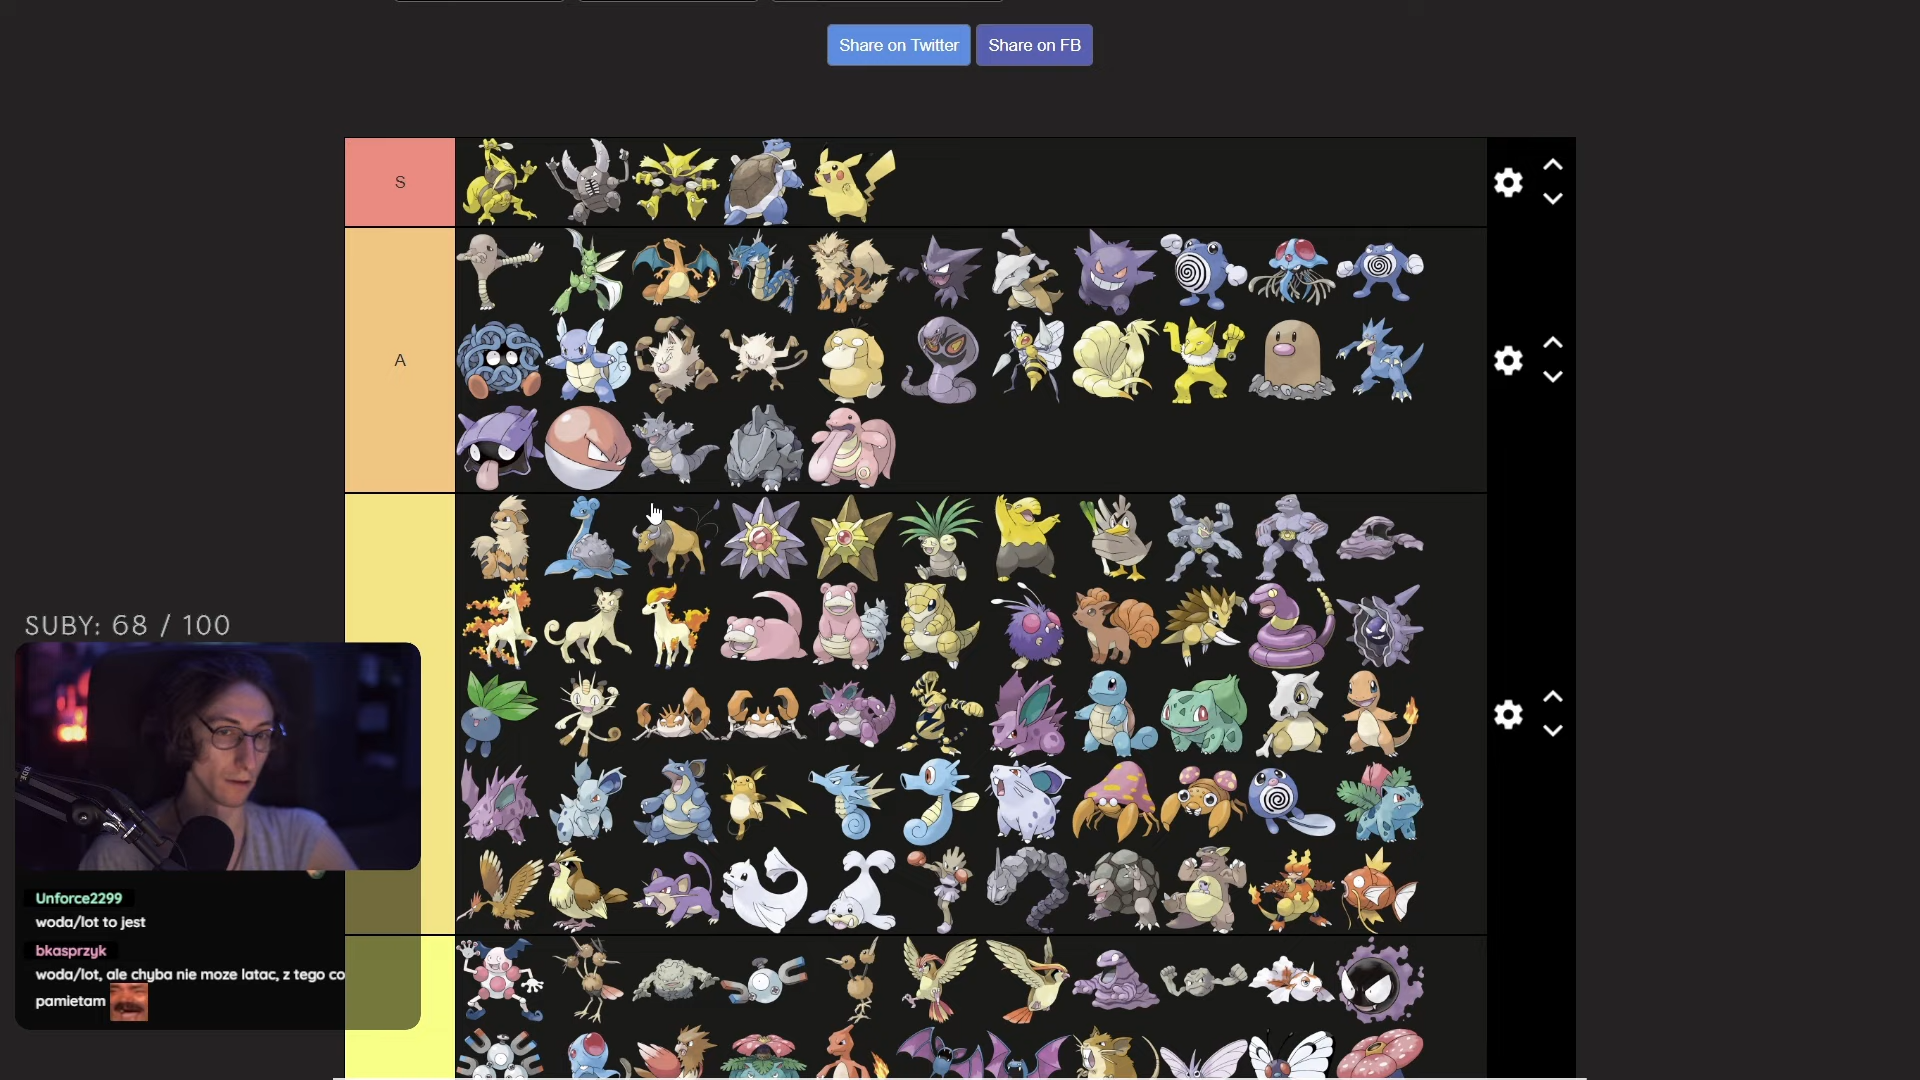 Share on Twitter
Share on FB
S
A
SUBY: 68 / 100
Unforce2299
woda/lot to jest
bkasprzyk
woda/lot, ale chyba nie moze latac, z tego co
pamietam